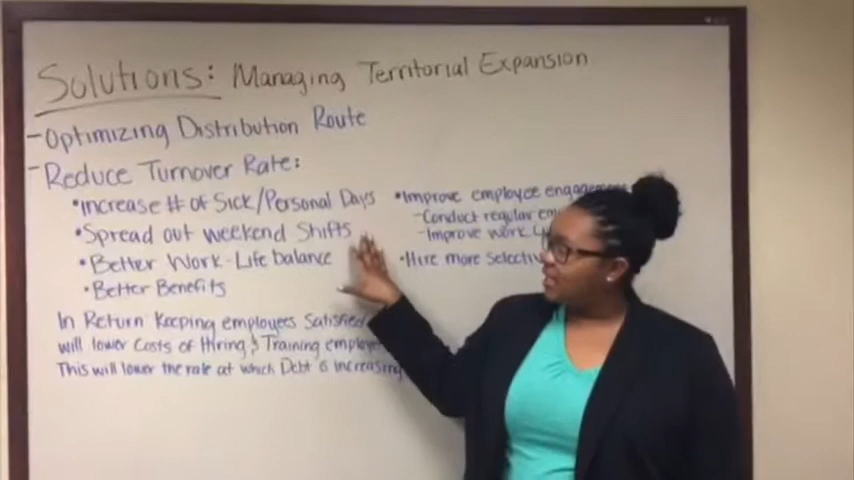 Solutions: Managing Territorial Expansion
- Optimizing Distribution Route
- Reduce Turnover Rate:
• Increase # of Sick/Personal Days
• Spread out weekend Shifts
• Better Work-Life balance
• Better Benefits
• Improve employee engagement
- Conduct regular
- Improve work
• Hire more
In Return Keeping employees Satisfied
will lower Costs of Hiring & Training
This will lower the rate at which Debt is increasing